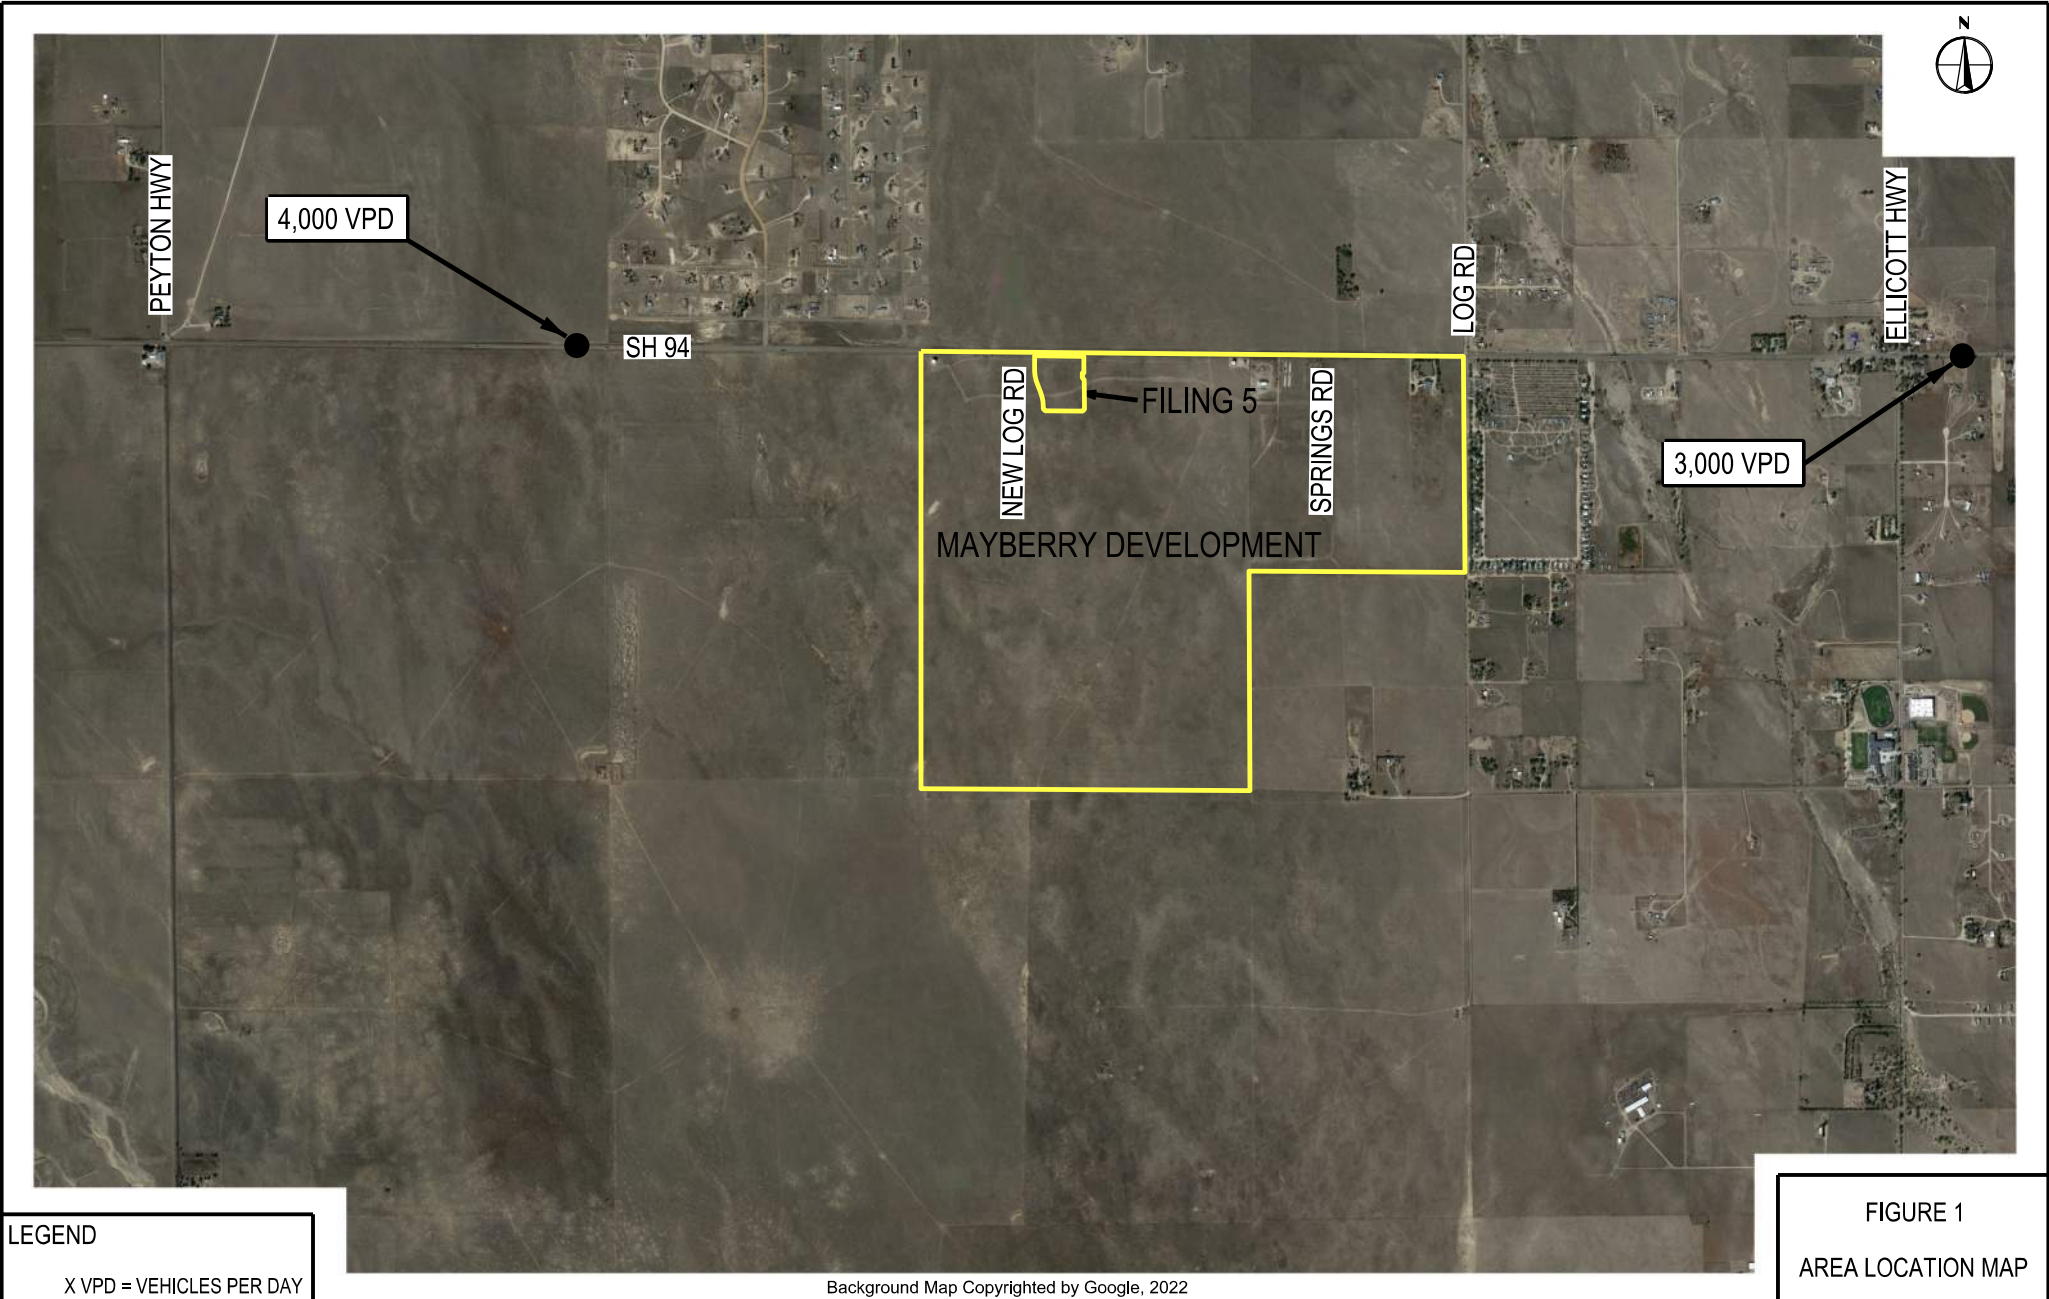 N
PEYTON HWY
4,000 VPD
SH 94
LOG RD
ELLICOTT HWY
NEW LOG RD
FILING 5
SPRINGS RD
3,000 VPD
MAYBERRY DEVELOPMENT
LEGEND
X VPD = VEHICLES PER DAY
Background Map Copyrighted by Google, 2022
FIGURE 1
AREA LOCATION MAP